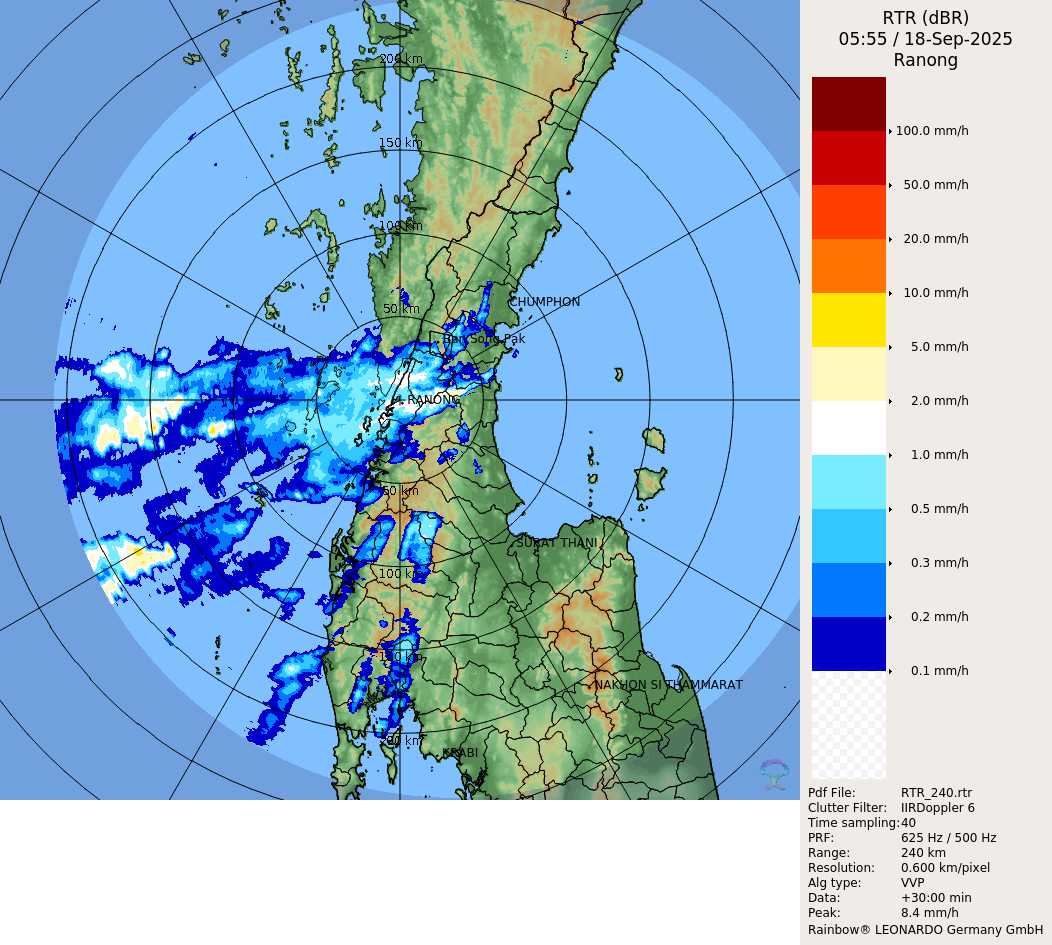 RTR (dBR)
05:55 / 18-Sep-2025
Ranong
200 km
150 km
100 km
50 km
CHUMPHON
Ban Song Pak
RANONG
50 km
SURAT THANI
100 km
150 km
NAKHON SI THAMMARAT
200 km
KRABI
100.0 mm/h
50.0 mm/h
20.0 mm/h
10.0 mm/h
5.0 mm/h
2.0 mm/h
1.0 mm/h
0.5 mm/h
0.3 mm/h
0.2 mm/h
0.1 mm/h
Pdf File: RTR_240.rtr
Clutter Filter: IIRDoppler 6
Time sampling:40
PRF: 625 Hz / 500 Hz
Range: 240 km
Resolution: 0.600 km/pixel
Alg type: VVP
Data: +30:00 min
Peak: 8.4 mm/h
Rainbow® LEONARDO Germany GmbH